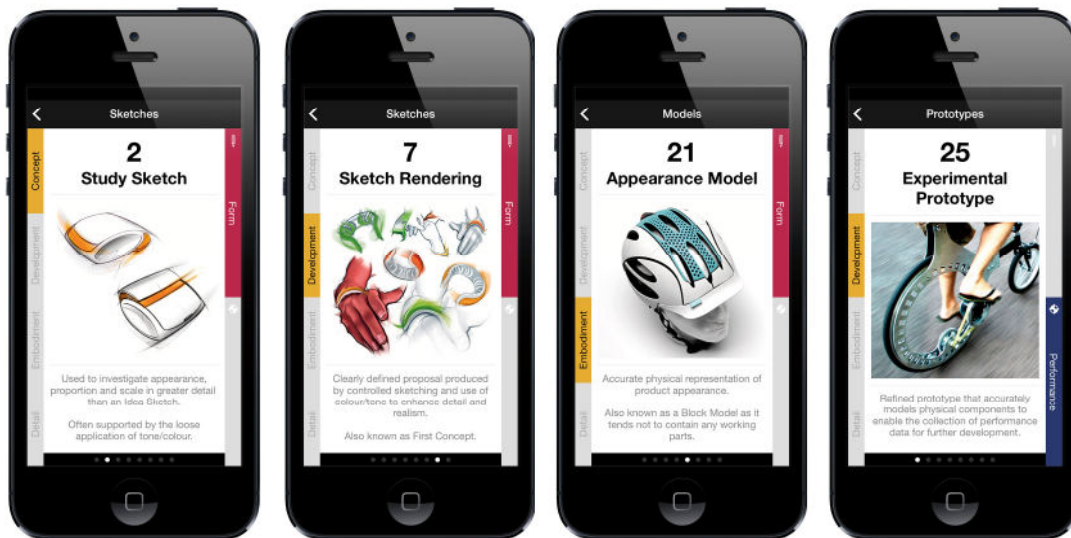 Sketches
2
Study Sketch
Concept
Development
Embodiment
Detail
Form
Used to investigate appearance,
proportion and scale in greater detail
than an Idea Sketch.
Often supported by the loose
application of tone/colour.
Sketches
7
Sketch Rendering
Concept
Development
Embodiment
Detail
Form
Clearly defined proposal produced
by controlled sketching and use of
colour/tone to enhance detail and
realism.
Also known as First Concept.
Models
21
Appearance Model
Concept
Development
Embodiment
Detail
Form
Accurate physical representation of
product appearance.
Also known as a Block Model as it
tends not to contain any working
parts.
Prototypes
25
Experimental
Prototype
Concept
Development
Embodiment
Detail
Performance
Refined prototype that accurately
models physical components to
enable the collection of performance
data for further development.